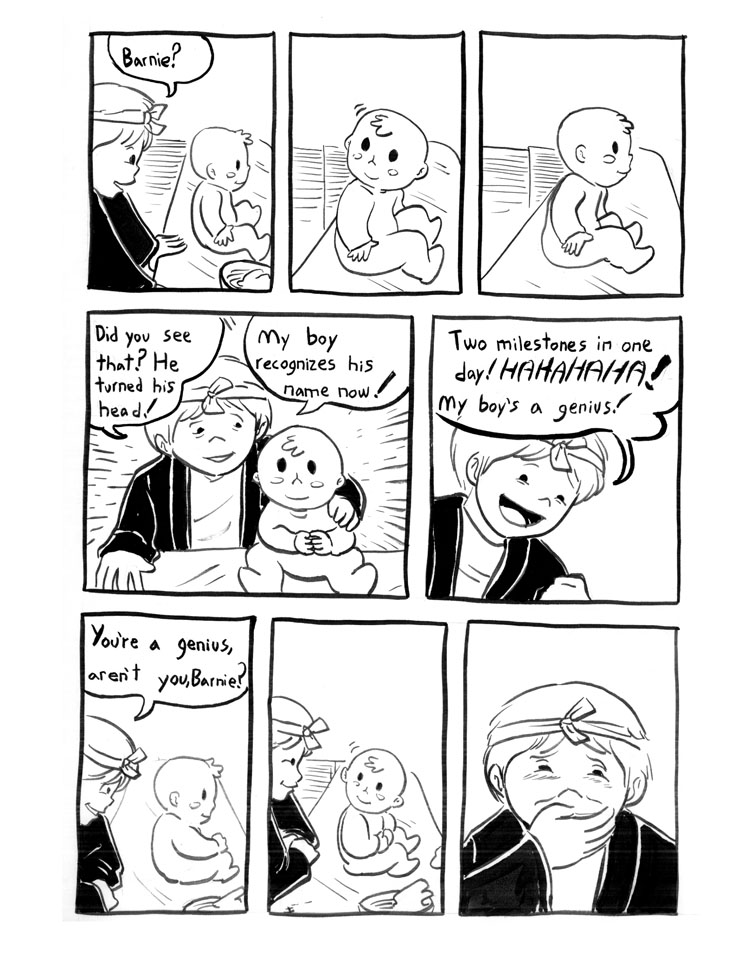 Barnie?
Did you see
that? He
turned his
head!
My boy
recognizes his
name now!
Two milestones in one
day! HAHAHAHA!
My boy's a genius!
You're a genius,
aren't you, Barnie?